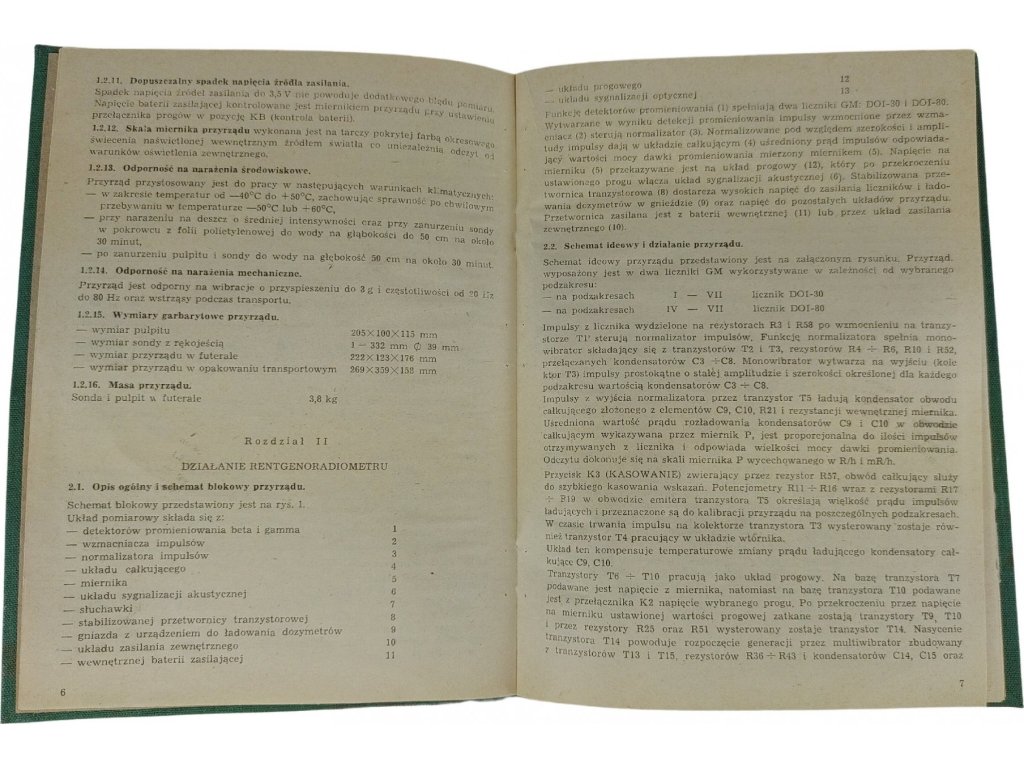 1.2.11. Dopuszczalny spadek napięcia źródła zasilania.
Spadek napięcia źródeł zasilania do 3,5 V nie powoduje dodatkowego błędu pomiaru.
Napięcie baterii zasilającej kontrolowane jest miernikiem przyrządu przy ustawieniu
przełącznika progów w pozycję KB (kontrola baterii).
1.2.12. Skala miernika przyrządu wykonana jest na tarczy pokrytej farbą okresowego
świecenia naświetlonej wewnętrznym źródłem światła co uniezależnia odczyt od
warunków oświetlenia zewnętrznego.
1.2.13. Odporność na narażenia środowiskowe.
Przyrząd przystosowany jest do pracy w następujących warunkach klimatycznych:
— w zakresie temperatur od —40°C do +50°C, zachowując sprawność po chwilowym
przebywaniu w temperaturze —50°C lub +60°C,
— przy narażeniu na deszcz o średniej intensywności oraz przy zanurzeniu sondy
w pokrowcu z folii polietylenowej do wody na głąbokości do 50 cm na około
30 minut,
— po zanurzeniu pulpitu i sondy do wody na głębokość 50 cm na około 30 minut.
1.2.14. Odporność na narażenia mechaniczne.
Przyrząd jest odporny na wibracje o przyspieszeniu do 3 g i częstotliwości od 20 Hz
do 80 Hz oraz wstrząsy podczas transportu.
1.2.15. Wymiary garbarytowe przyrządu.
— wymiar pulpitu 205×100×115 mm
— wymiar sondy z rękojeścią 1 — 332 mm ∅ 39 mm
— wymiar przyrządu w futerale 222×123×176 mm
— wymiar przyrządu w opakowaniu transportowym 269×359×158 mm
1.2.16. Masa przyrządu.
Sonda i pulpit w futerale 3,8 kg
Rozdział II
DZIAŁANIE RENTGENORADIOMETRU
2.1. Opis ogólny i schemat blokowy przyrządu.
Schemat blokowy przedstawiony jest na rys. 1.
Układ pomiarowy składa się z:
— detektorów promieniowania beta i gamma 1
— wzmacniacza impulsów 2
— normalizatora impulsów 3
— układu całkującego 4
— miernika 5
— układu sygnalizacji akustycznej 6
— słuchawki 7
— stabilizowanej przetwornicy tranzystorowej 8
— gniazda z urządzeniem do ładowania dozymetrów 9
— układu zasilania zewnętrznego 10
— wewnętrznej baterii zasilającej 11
6
— układu progowego 12
— układu sygnalizacji optycznej 13
Funkcję detektorów promieniowania (1) spełniają dwa liczniki GM: DOI-30 i DOI-80.
Wytwarzane w wyniku detekcji promieniowania impulsy wzmocnione przez wzma-
cniacz (2) sterują normalizator (3). Normalizowane pod względem szerokości i ampli-
tudy impulsy dają w układzie całkującym (4) uśredniony prąd impulsów odpowiada-
jący wartości mocy dawki promieniowania mierzony miernikiem (5). Napięcie na
mierniku (5) przekazywane jest na układ progowy (12), który po przekroczeniu
ustawionego progu włącza układ sygnalizacji akustycznej (6). Stabilizowana prze-
twornica tranzystorowa (8) dostarcza wysokich napięć do zasilania liczników i łado-
wania dozymetrów w gnieździe (9) oraz napięć do pozostałych układów przyrządu.
Przetwornica zasilana jest z baterii wewnętrznej (11) lub przez układ zasilania
zewnętrznego (10).
2.2. Schemat ideowy i działanie przyrządu.
Schemat ideowy przyrządu przedstawiony jest na załączonym rysunku. Przyrząd,
wyposażony jest w dwa liczniki GM wykorzystywane w zależności od wybranego
podzakresu:
— na podzakresach I — VII licznik DOI-30
— na podzakresach IV — VII licznik DOI-80
Impulsy z licznika wydzielone na rezystorach R3 i R58 po wzmocnieniu na tranzy-
storze T1 sterują normalizator impulsów. Funkcję normalizatora spełnia mono-
wibrator składający się z tranzystorów T2 i T3, rezystorów R4 ÷ R6, R10 i R52,
przełączanych kondensatorów C3 ÷C8. Monowibrator wytwarza na wyjściu (kole
ktor T3) impulsy prostokątne o stałej amplitudzie i szerokości określonej dla każdego
podzakresu wartością kondensatorów C3 ÷ C8.
Impulsy z wyjścia normalizatora przez tranzystor T5 ładują kondensator obwodu
całkującego złożonego z elementów C9, C10, R21 i rezystancji wewnętrznej miernika.
Uśredniona wartość prądu rozładowania kondensatorów C9 i C10 w obwodzie
całkującym wykazywana przez miernik P, jest proporcjonalna do ilości impulsów
otrzymywanych z licznika i odpowiada wielkości mocy dawki promieniowania.
Odczytu dokonuje się na skali miernika P wycechowanego w R/h i mR/h.
Przycisk K3 (KASOWANIE) zwierający przez rezystor R57, obwód całkujący służy
do szybkiego kasowania wskazań. Potencjometry R11 ÷ R16 wraz z rezystorami R17
÷ R19 w obwodzie emitera tranzystora T5 określają wielkość prądu impulsów
ładujących i przeznaczone są do kalibracji przyrządu na poszczególnych podzakresach.
W czasie trwania impulsu na kolektorze tranzystora T3 wysterowany zostaje rów-
nież tranzystor T4 pracujący w układzie wtórnika.
Układ ten kompensuje temperaturowe zmiany prądu ładującego kondensatory cał-
kujące C9, C10.
Tranzystory T6 ÷ T10 pracują jako układ progowy. Na bazę tranzystora T7
podawane jest napięcie z miernika, natomiast na bazę tranzystora T10 podawane
jest z przełącznika K2 napięcie wybranego progu. Po przekroczeniu przez napięcie
na mierniku ustawionej wartości progowej zatkane zostają tranzystory T9, T10
i przez rezystory R25 oraz R51 wysterowany zostaje tranzystor T14. Nasycenie
tranzystora T14 powoduje rozpoczęcie generacji przez multiwibrator zbudowany
z tranzystorów T13 i T15, rezystorów R36 ÷ R43 i kondensatorów C14, C15 oraz
7